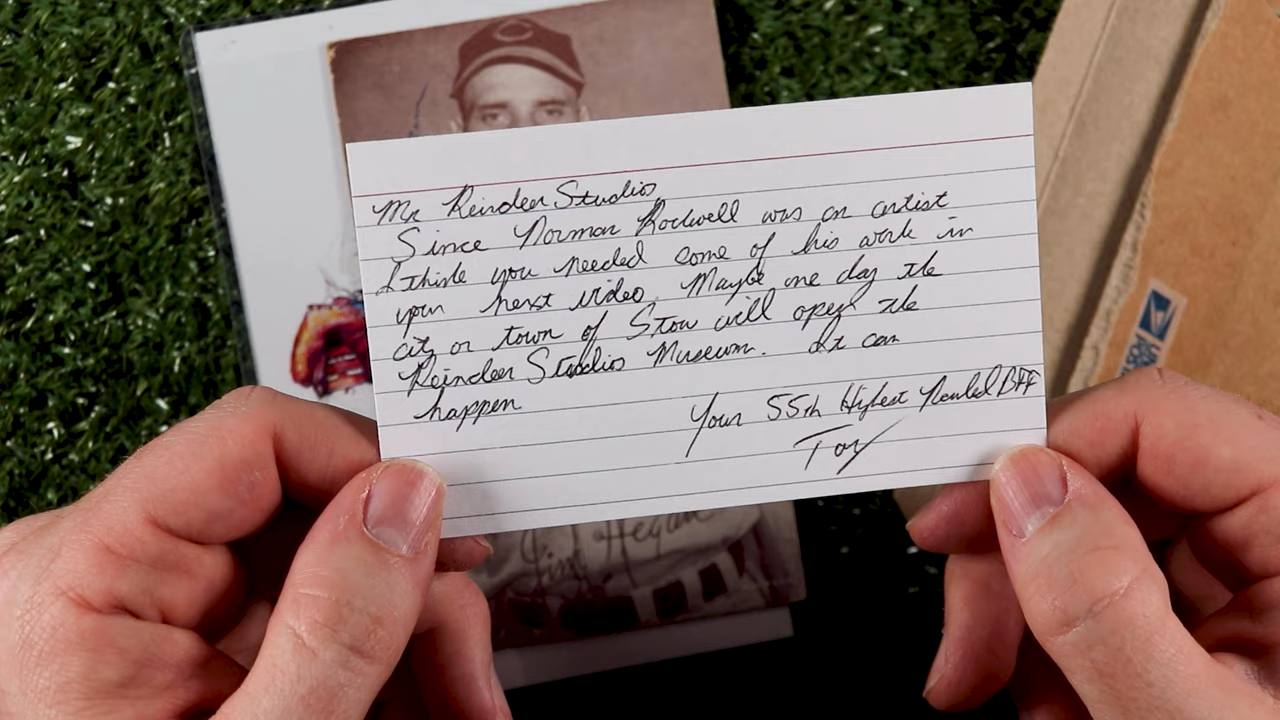 Mr Reindeer Studios
Since Norman Rockwell was an artist
I think you needed some of his work in
your next video. Maybe one day the
city or town of Stow will open the
Reindeer Studios Museum. It can
happen
Your 55th Highest Ranked BFF
Jim Hegan